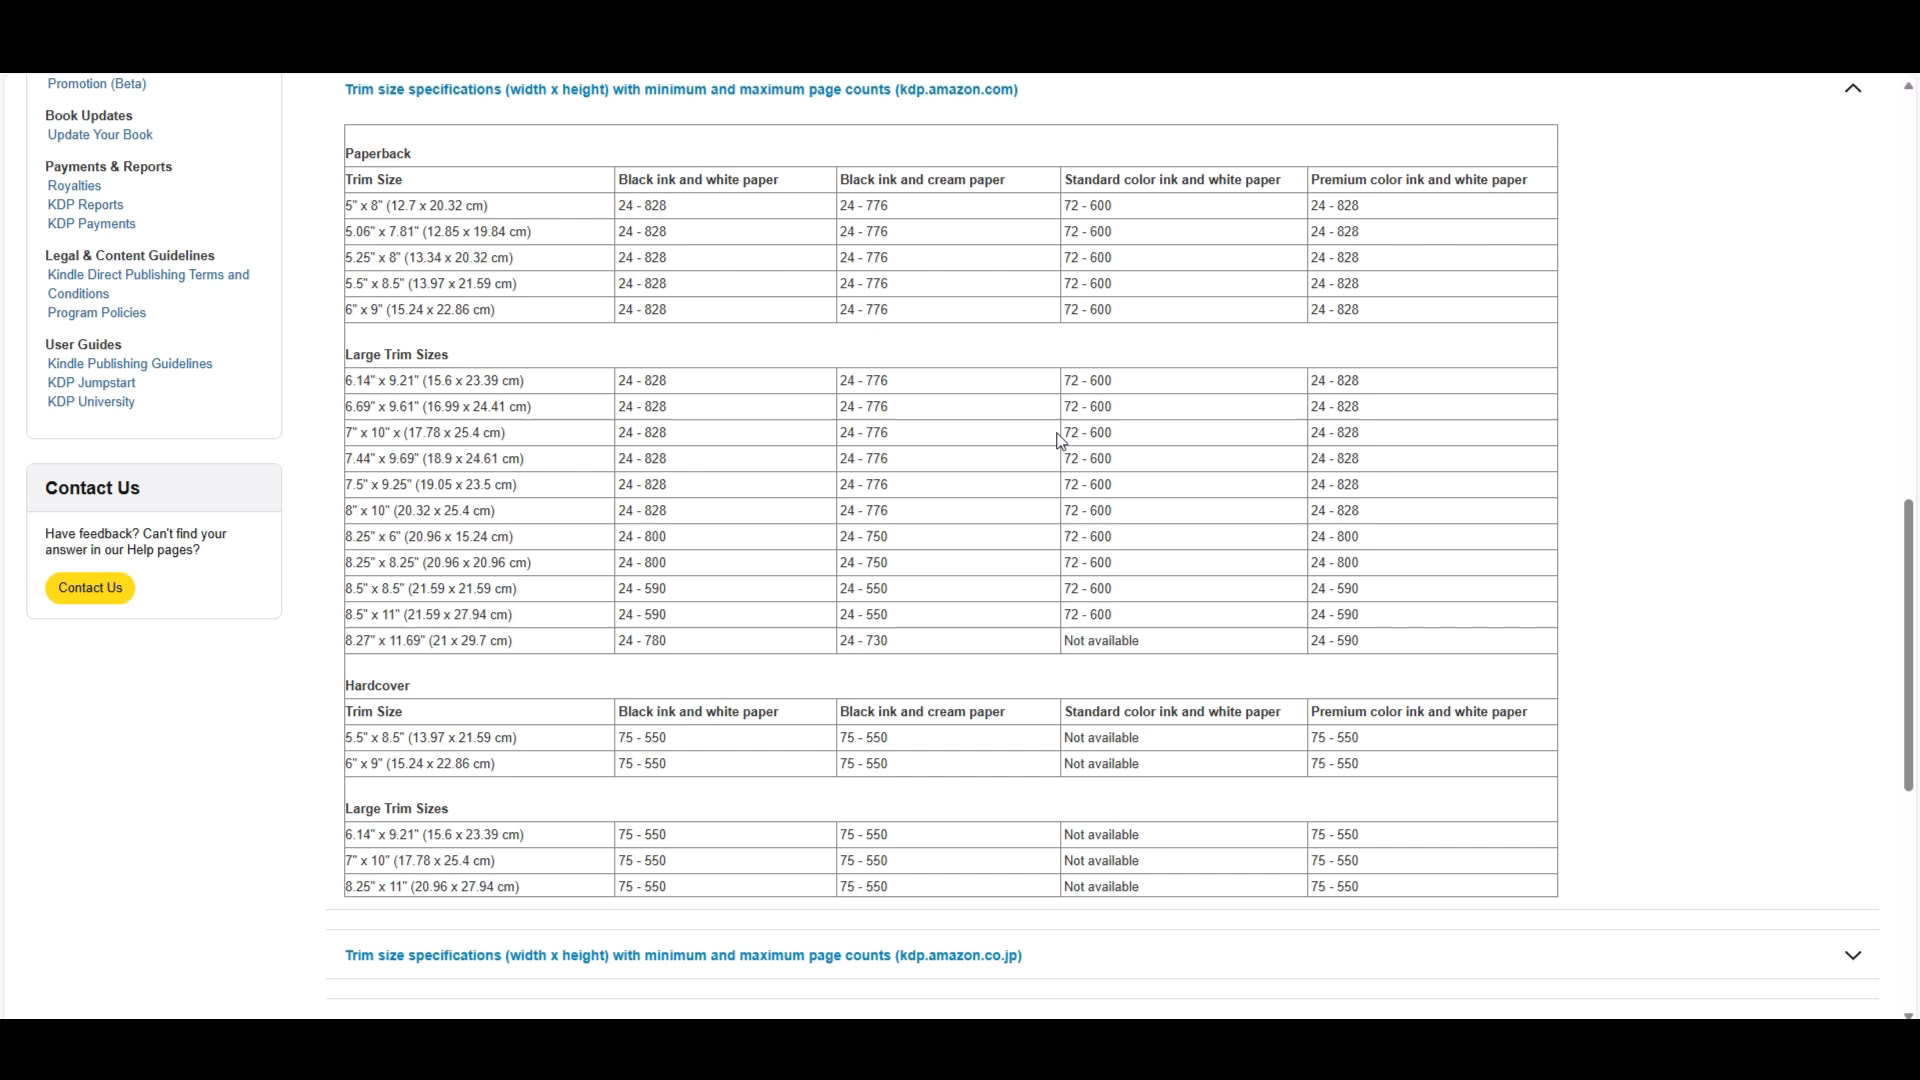 Promotion (Beta)
Book Updates
Update Your Book
Payments & Reports
Royalties
KDP Reports
KDP Payments
Legal & Content Guidelines
Kindle Direct Publishing Terms and
Conditions
Program Policies
User Guides
Kindle Publishing Guidelines
KDP Jumpstart
KDP University
Contact Us
Have feedback? Can't find your
answer in our Help pages?
Contact Us
Trim size specifications (width x height) with minimum and maximum page counts (kdp.amazon.com)
Paperback
Trim Size Black ink and white paper Black ink and cream paper Standard color ink and white paper Premium color ink and white paper
5" x 8" (12.7 x 20.32 cm) 24 - 828 24 - 776 72 - 600 24 - 828
5.06" x 7.81" (12.85 x 19.84 cm) 24 - 828 24 - 776 72 - 600 24 - 828
5.25" x 8" (13.34 x 20.32 cm) 24 - 828 24 - 776 72 - 600 24 - 828
5.5" x 8.5" (13.97 x 21.59 cm) 24 - 828 24 - 776 72 - 600 24 - 828
6" x 9" (15.24 x 22.86 cm) 24 - 828 24 - 776 72 - 600 24 - 828
Large Trim Sizes
6.14" x 9.21" (15.6 x 23.39 cm) 24 - 828 24 - 776 72 - 600 24 - 828
6.69" x 9.61" (16.99 x 24.41 cm) 24 - 828 24 - 776 72 - 600 24 - 828
7" x 10" x (17.78 x 25.4 cm) 24 - 828 24 - 776 72 - 600 24 - 828
7.44" x 9.69" (18.9 x 24.61 cm) 24 - 828 24 - 776 72 - 600 24 - 828
7.5" x 9.25" (19.05 x 23.5 cm) 24 - 828 24 - 776 72 - 600 24 - 828
8" x 10" (20.32 x 25.4 cm) 24 - 828 24 - 776 72 - 600 24 - 828
8.25" x 6" (20.96 x 15.24 cm) 24 - 800 24 - 750 72 - 600 24 - 800
8.25" x 8.25" (20.96 x 20.96 cm) 24 - 800 24 - 750 72 - 600 24 - 800
8.5" x 8.5" (21.59 x 21.59 cm) 24 - 590 24 - 550 72 - 600 24 - 590
8.5" x 11" (21.59 x 27.94 cm) 24 - 590 24 - 550 72 - 600 24 - 590
8.27" x 11.69" (21 x 29.7 cm) 24 - 780 24 - 730 Not available 24 - 590
Hardcover
Trim Size Black ink and white paper Black ink and cream paper Standard color ink and white paper Premium color ink and white paper
5.5" x 8.5" (13.97 x 21.59 cm) 75 - 550 75 - 550 Not available 75 - 550
6" x 9" (15.24 x 22.86 cm) 75 - 550 75 - 550 Not available 75 - 550
Large Trim Sizes
6.14" x 9.21" (15.6 x 23.39 cm) 75 - 550 75 - 550 Not available 75 - 550
7" x 10" (17.78 x 25.4 cm) 75 - 550 75 - 550 Not available 75 - 550
8.25" x 11" (20.96 x 27.94 cm) 75 - 550 75 - 550 Not available 75 - 550
Trim size specifications (width x height) with minimum and maximum page counts (kdp.amazon.co.jp)